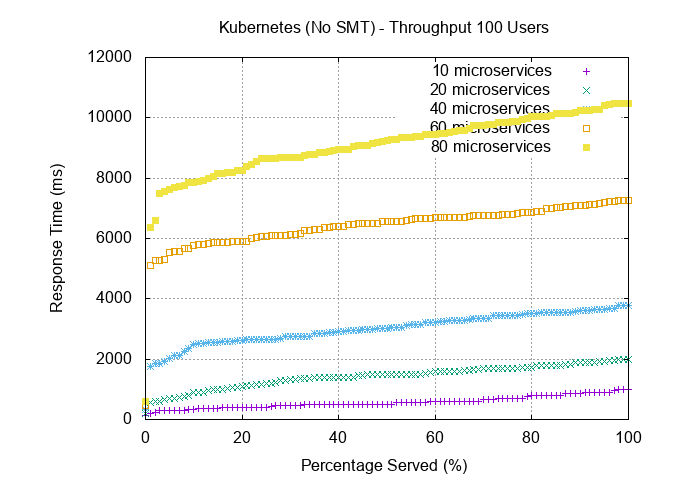 Kubernetes (No SMT) - Throughput 100 Users
12000
10000
8000
6000
4000
2000
0
Response Time (ms)
10 microservices
20 microservices
40 microservices
60 microservices
80 microservices
0 20 40 60 80 100
Percentage Served (%)